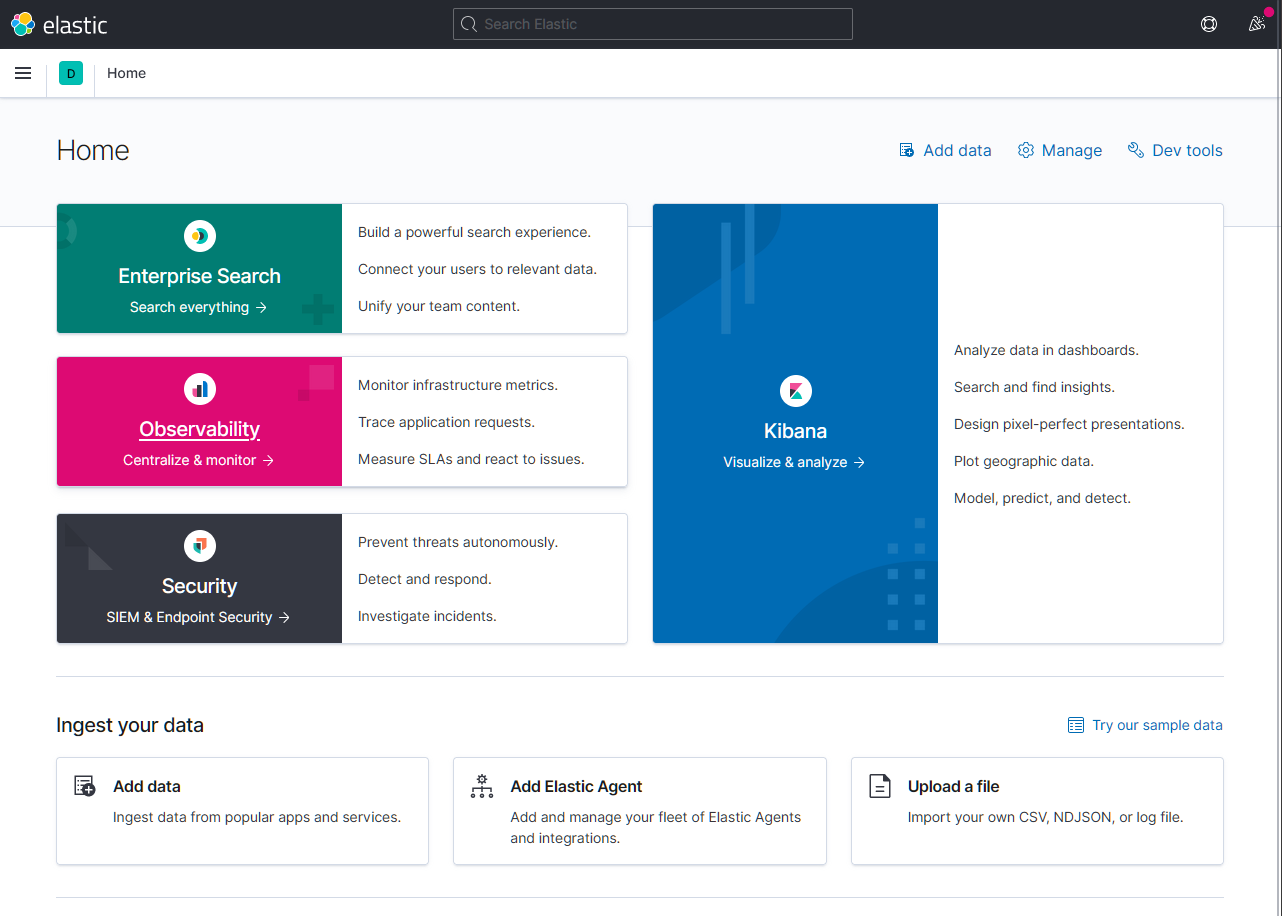 elastic
Search Elastic
D
Home
Home
Add data
Manage
Dev tools
Enterprise Search
Search everything →
Build a powerful search experience.
Connect your users to relevant data.
Unify your team content.
Observability
Centralize & monitor →
Monitor infrastructure metrics.
Trace application requests.
Measure SLAs and react to issues.
Security
SIEM & Endpoint Security →
Prevent threats autonomously.
Detect and respond.
Investigate incidents.
Kibana
Visualize & analyze →
Analyze data in dashboards.
Search and find insights.
Design pixel-perfect presentations.
Plot geographic data.
Model, predict, and detect.
Ingest your data
Try our sample data
Add data
Ingest data from popular apps and services.
Add Elastic Agent
Add and manage your fleet of Elastic Agents
and integrations.
Upload a file
Import your own CSV, NDJSON, or log file.